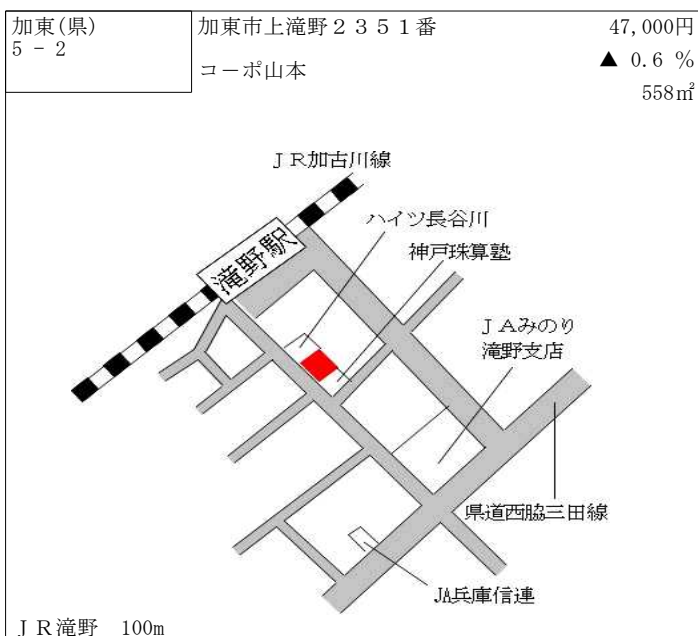 加東(県)
5 - 2
加東市上滝野２３５１番
コーポ山本
47,000円
▲ 0.6 %
558㎡
ＪＲ加古川線
ハイツ長谷川
神戸珠算塾
滝野駅
ＪＡみのり
滝野支店
県道西脇三田線
JA兵庫信連
ＪＲ滝野 100m